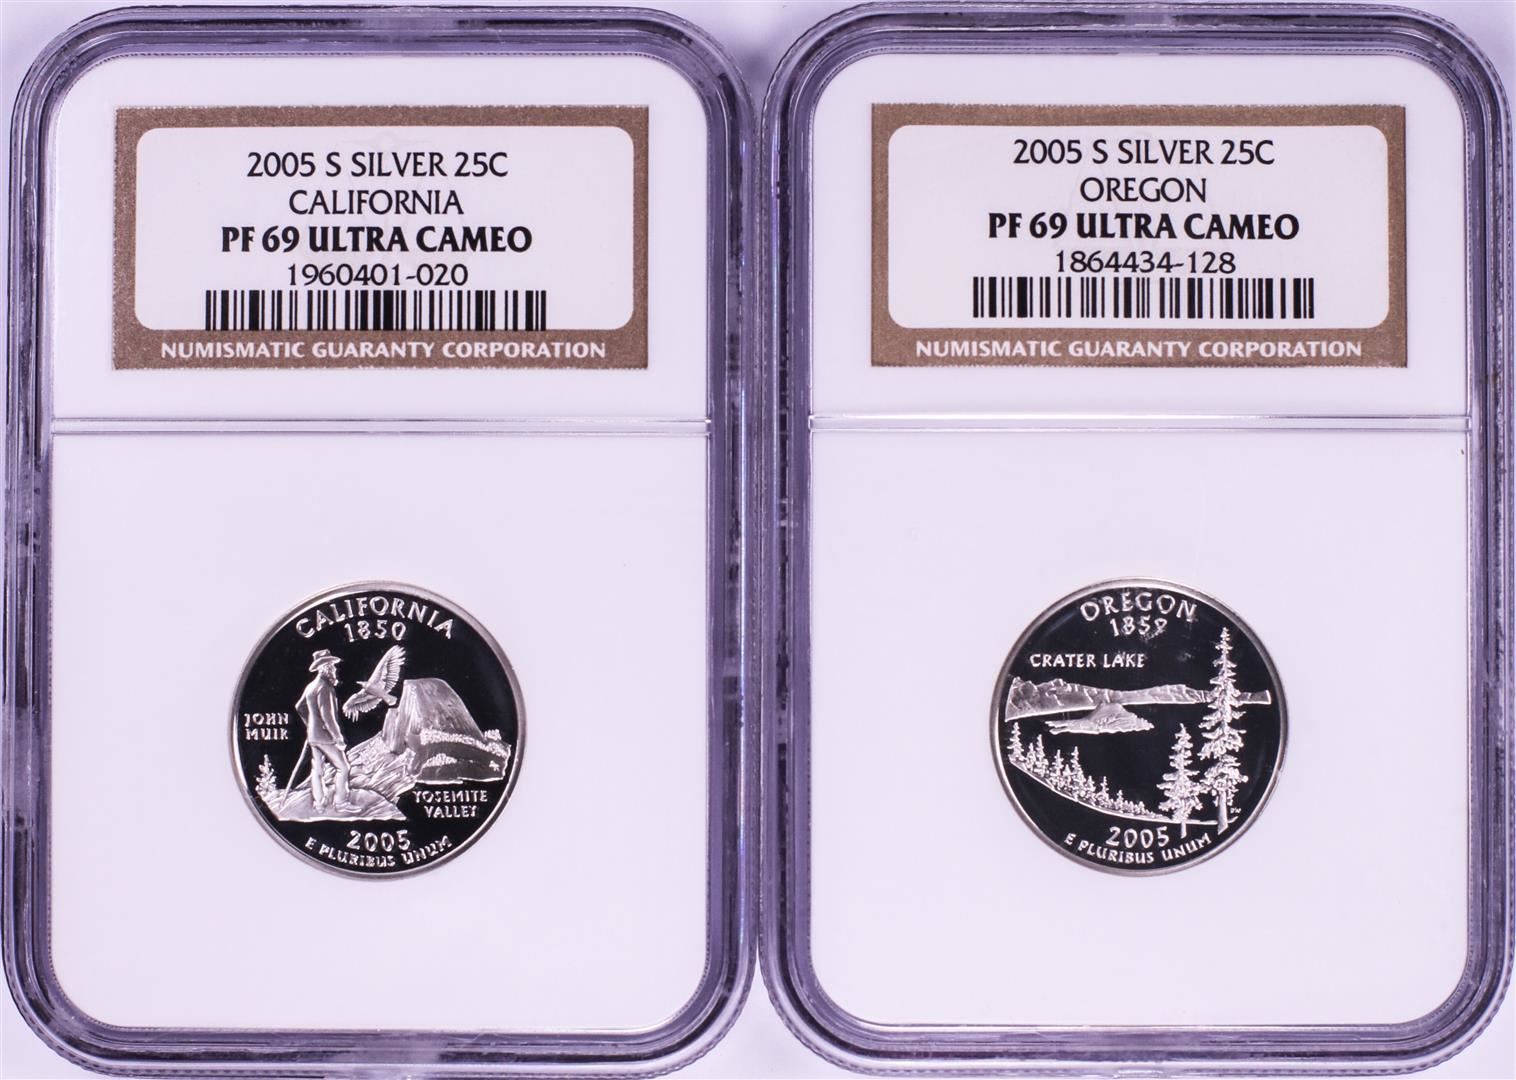 2005 S SILVER 25C
CALIFORNIA
PF 69 ULTRA CAMEO
1960401-020
NUMISMATIC GUARANTY CORPORATION
CALIFORNIA
1850
JOHN
MUIR
YOSEMITE
VALLEY
2005
E PLURIBUS UNUM
2005 S SILVER 25C
OREGON
PF 69 ULTRA CAMEO
1864434-128
NUMISMATIC GUARANTY CORPORATION
OREGON
1859
CRATER LAKE
2005
E PLURIBUS UNUM